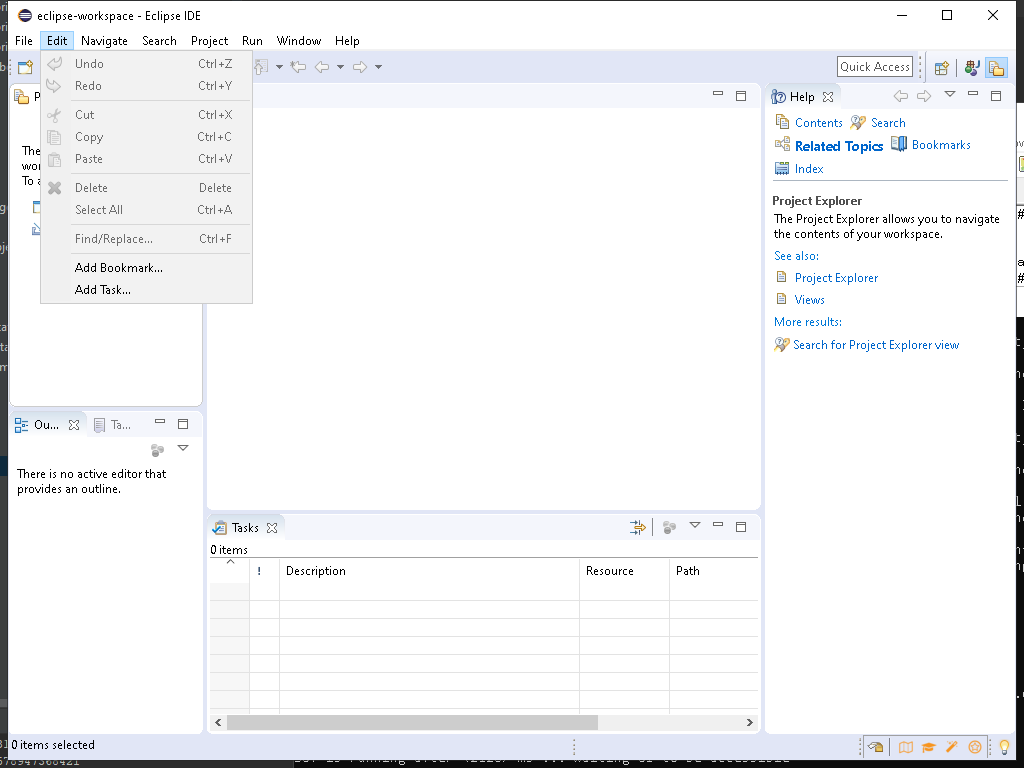 eclipse-workspace - Eclipse IDE
File Edit Navigate Search Project Run Window Help
Quick Access
Undo Ctrl+Z
Redo Ctrl+Y
Cut Ctrl+X
Copy Ctrl+C
Paste Ctrl+V
Delete Delete
Select All Ctrl+A
Find/Replace... Ctrl+F
Add Bookmark...
Add Task...
Ou... Ta...
There is no active editor that
provides an outline.
Tasks
0 items
! Description Resource Path
Help
Contents Search
Related Topics Bookmarks
Index
Project Explorer
The Project Explorer allows you to navigate
the contents of your workspace.
See also:
Project Explorer
Views
More results:
Search for Project Explorer view
0 items selected